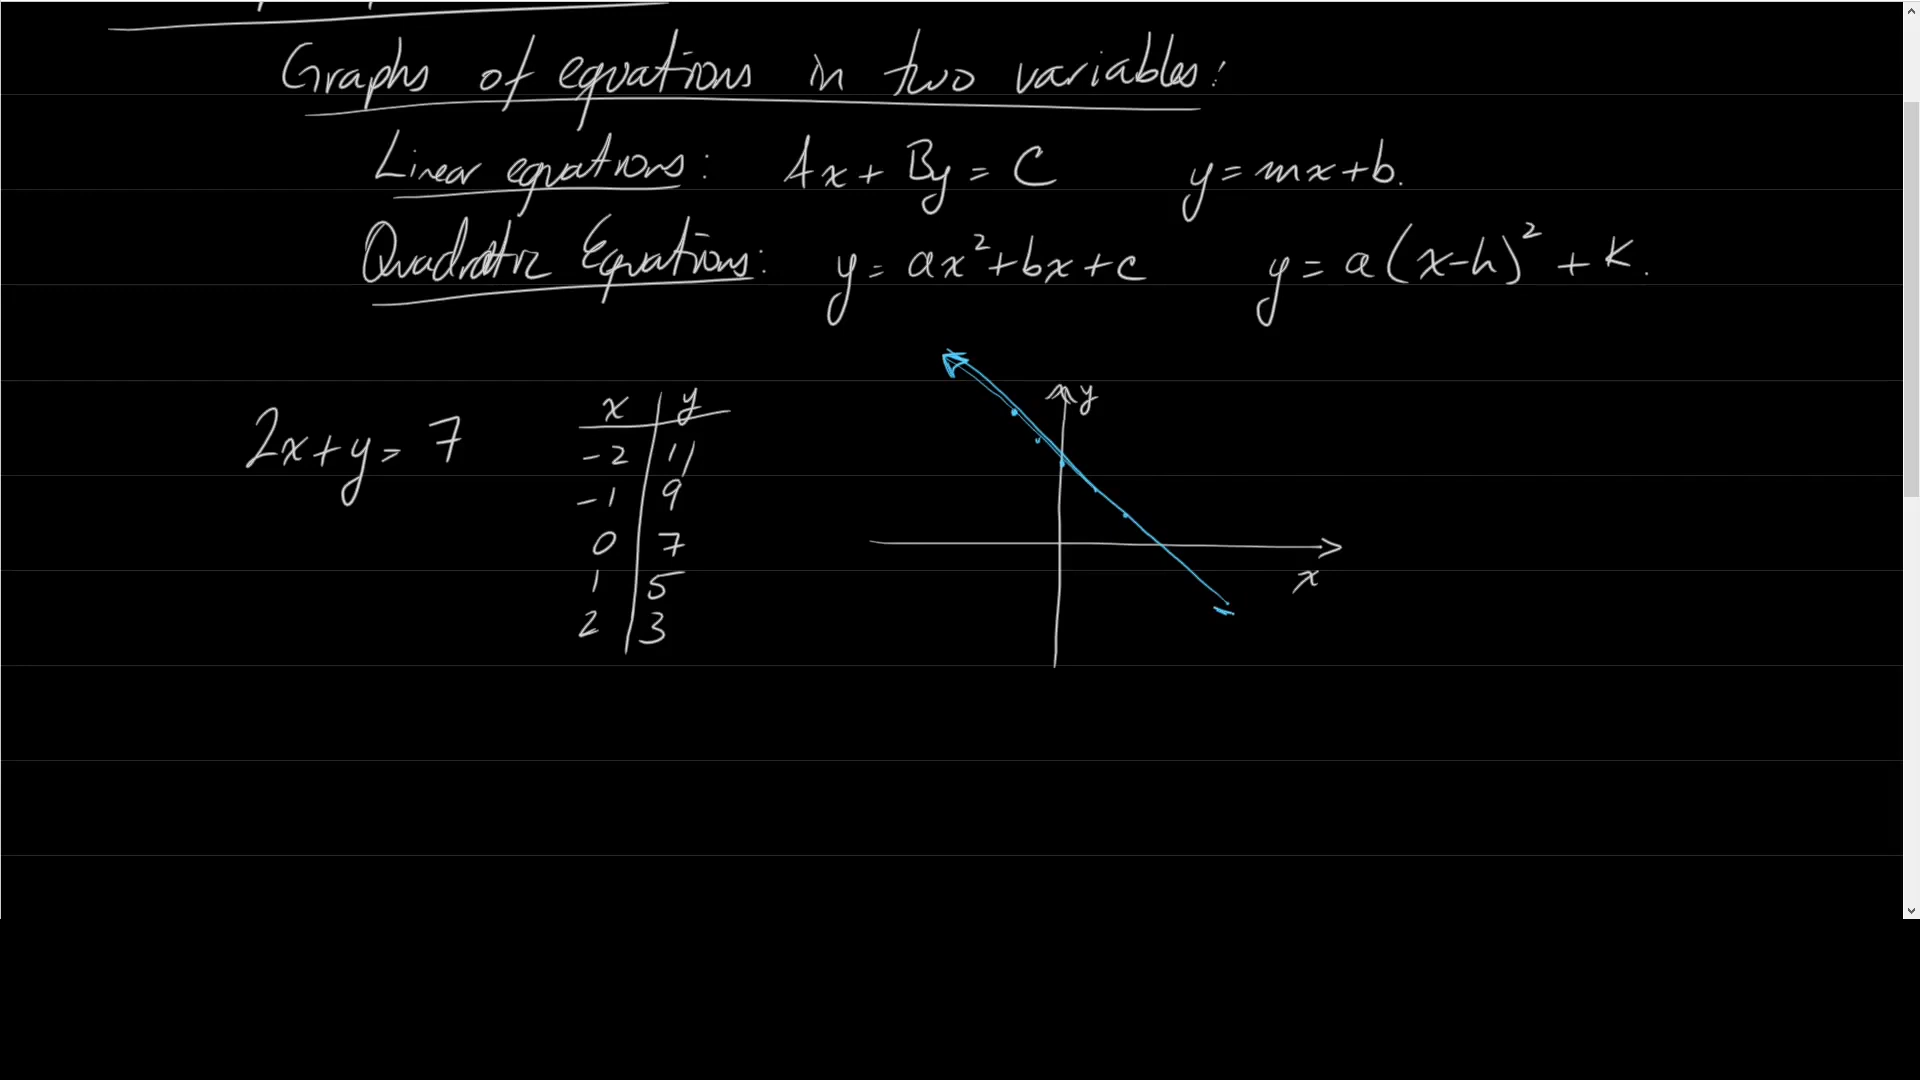 Graphs of equations in two variables:
Linear equations: Ax + By = C y = mx + b.
Quadratic Equations: y = ax² + bx + c y = a(x-h)² + k.
2x + y = 7
x y
-2 11
-1 9
0 7
1 5
2 3
y
x